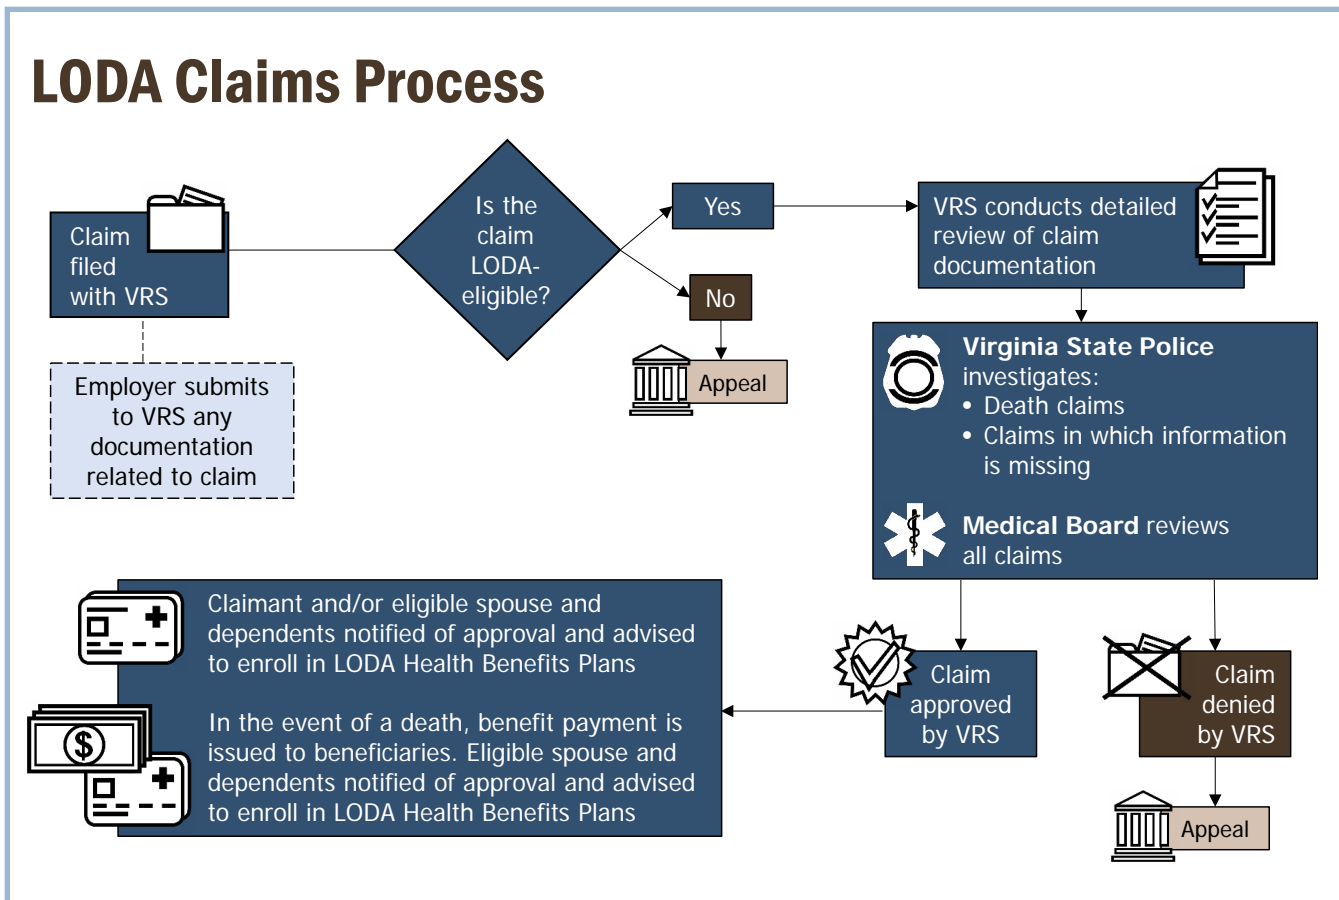 LODA Claims Process
Claim
filed
with VRS
Employer submits
to VRS any
documentation
related to claim
Is the
claim
LODA-
eligible?
Yes
No
Appeal
VRS conducts detailed
review of claim
documentation
Virginia State Police
investigates:
• Death claims
• Claims in which information
is missing
Medical Board reviews
all claims
Claim
approved
by VRS
Claim
denied
by VRS
Appeal
Claimant and/or eligible spouse and
dependents notified of approval and advised
to enroll in LODA Health Benefits Plans
$
In the event of a death, benefit payment is
issued to beneficiaries. Eligible spouse and
dependents notified of approval and advised
to enroll in LODA Health Benefits Plans